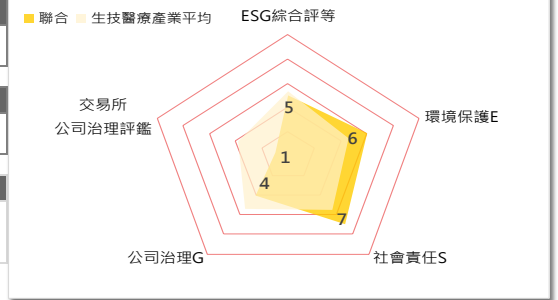 聯合 生技醫療產業平均
ESG綜合評等
環境保護E
社會責任S
公司治理G
交易所
公司治理評鑑
5
6
7
4
1